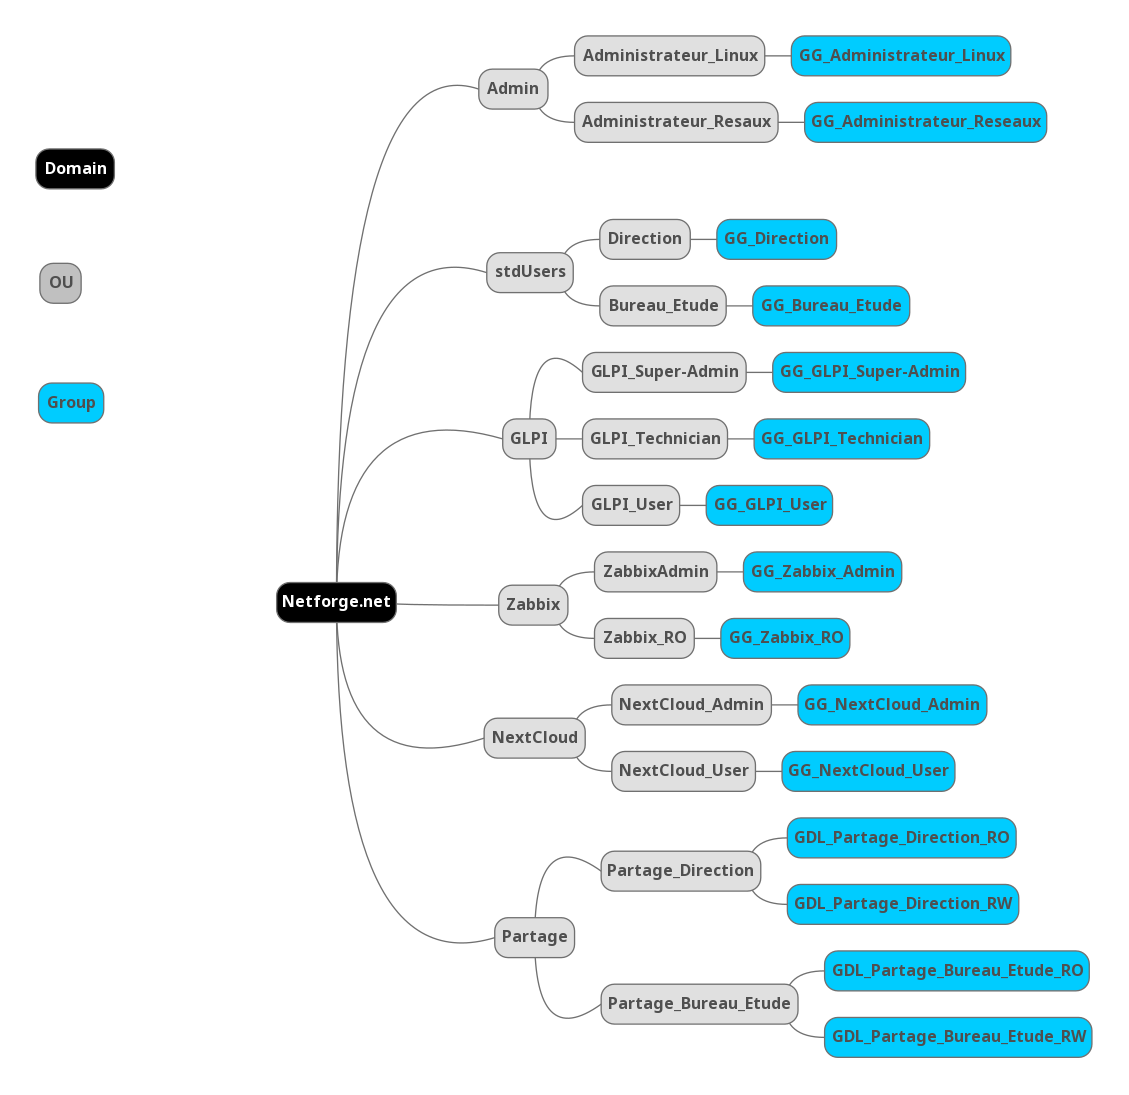 Domain
OU
Group
Netforge.net
Admin
Administrateur_Linux
GG_Administrateur_Linux
Administrateur_Resaux
GG_Administrateur_Reseaux
stdUsers
Direction
GG_Direction
Bureau_Etude
GG_Bureau_Etude
GLPI
GLPI_Super-Admin
GG_GLPI_Super-Admin
GLPI_Technician
GG_GLPI_Technician
GLPI_User
GG_GLPI_User
Zabbix
ZabbixAdmin
GG_Zabbix_Admin
Zabbix_RO
GG_Zabbix_RO
NextCloud
NextCloud_Admin
GG_NextCloud_Admin
NextCloud_User
GG_NextCloud_User
Partage
Partage_Direction
GDL_Partage_Direction_RO
GDL_Partage_Direction_RW
Partage_Bureau_Etude
GDL_Partage_Bureau_Etude_RO
GDL_Partage_Bureau_Etude_RW